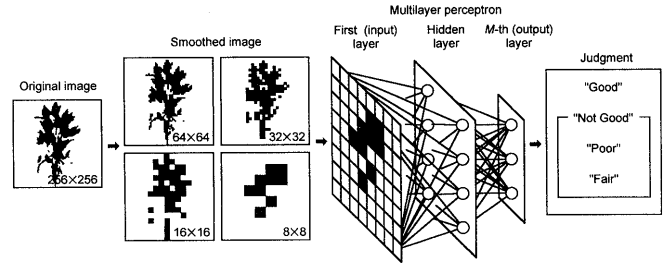 Multilayer perceptron
First (input)
layer
Hidden
layer
M-th (output)
layer
Smoothed image
Original image
Judgment
256×256
64×64
32×32
16×16
8×8
"Good"
"Not Good"
"Poor"
"Fair"